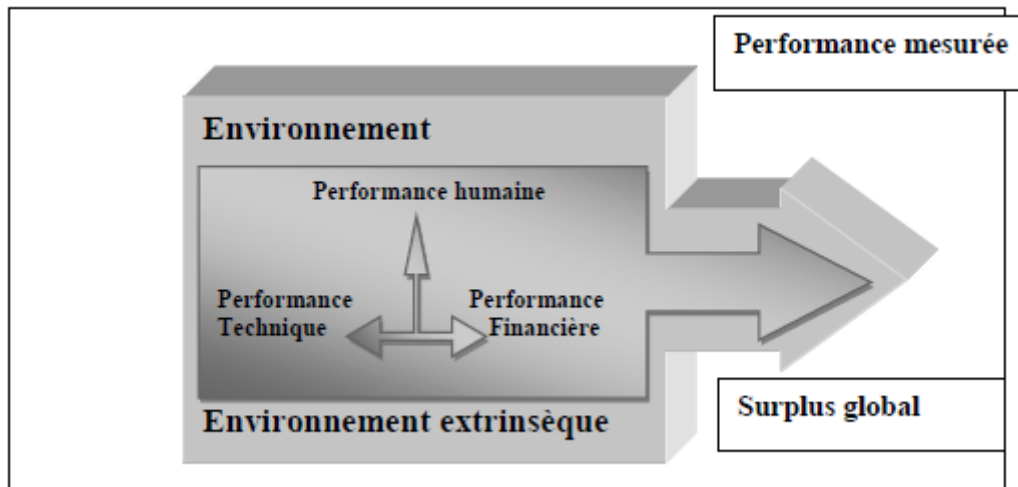 Performance mesurée
Environnement
Performance humaine
Performance
Technique
Performance
Financière
Environnement extrinsèque
Surplus global